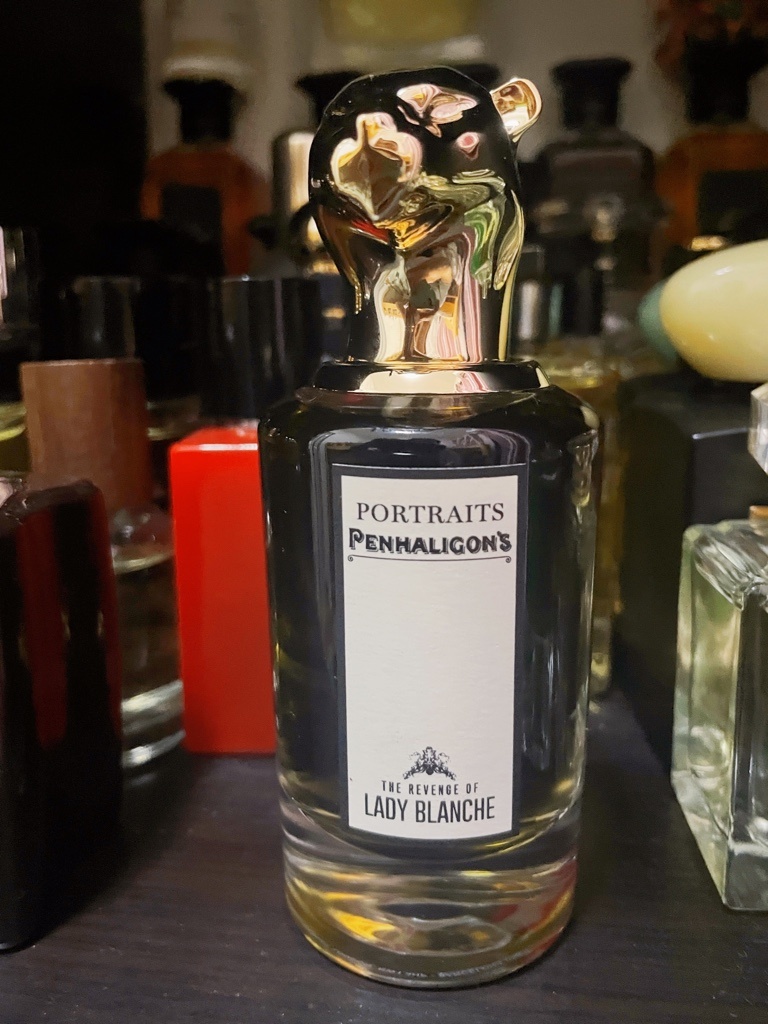 PORTRAITS
PENHALIGON'S
THE REVENGE OF
LADY BLANCHE